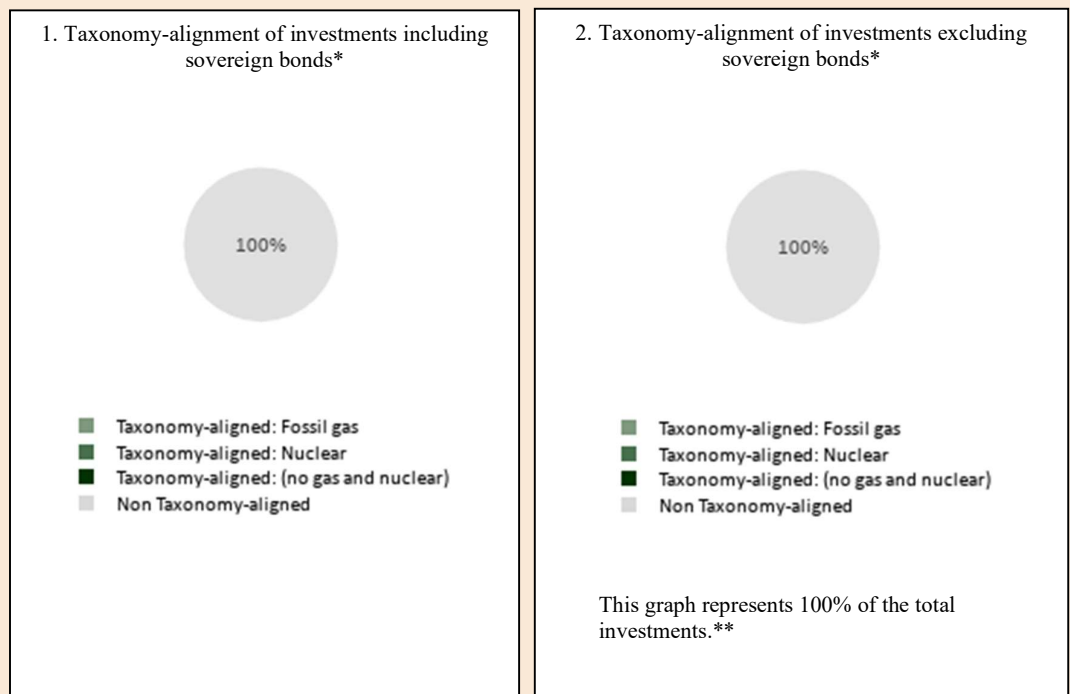 1. Taxonomy-alignment of investments including
sovereign bonds*
100%
Taxonomy-aligned: Fossil gas
Taxonomy-aligned: Nuclear
Taxonomy-aligned: (no gas and nuclear)
Non Taxonomy-aligned
2. Taxonomy-alignment of investments excluding
sovereign bonds*
100%
Taxonomy-aligned: Fossil gas
Taxonomy-aligned: Nuclear
Taxonomy-aligned: (no gas and nuclear)
Non Taxonomy-aligned
This graph represents 100% of the total
investments.**